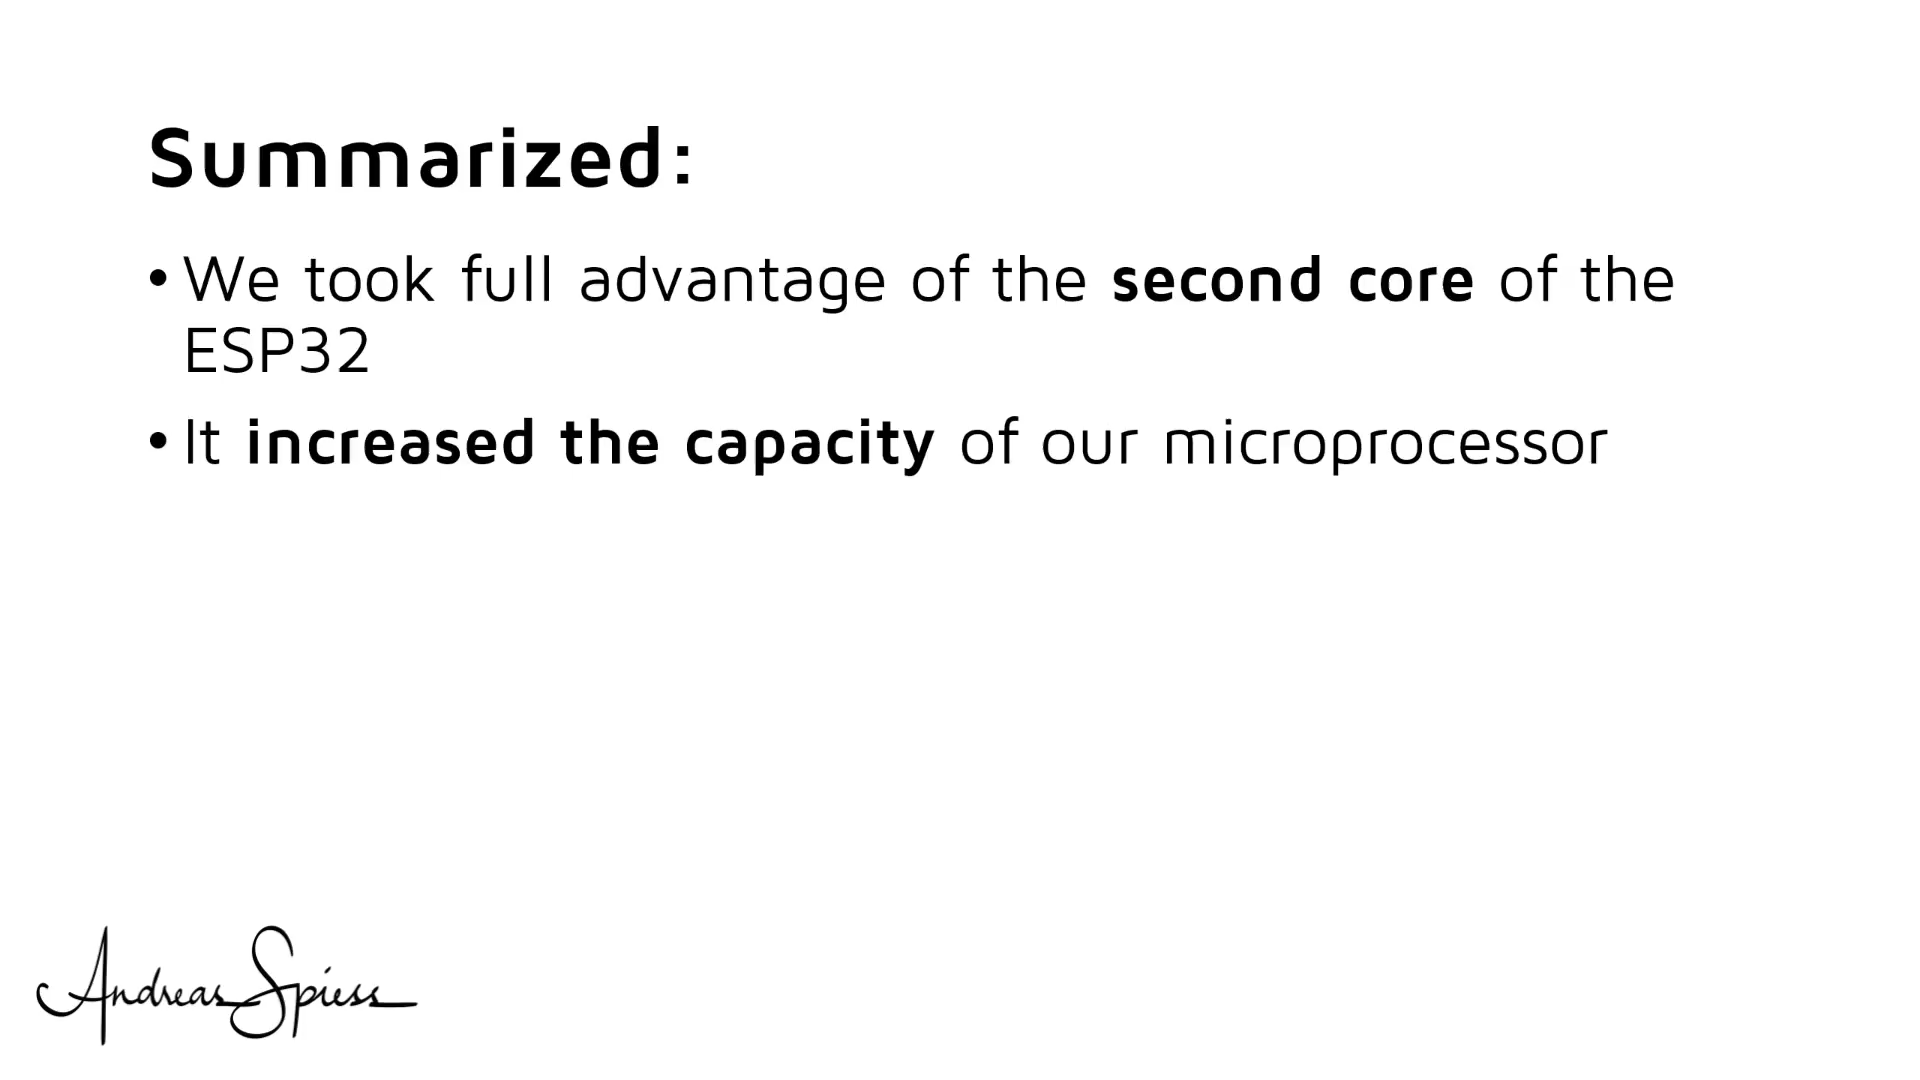 Summarized:
• We took full advantage of the second core of the
ESP32
• It increased the capacity of our microprocessor
Andreas Spiess